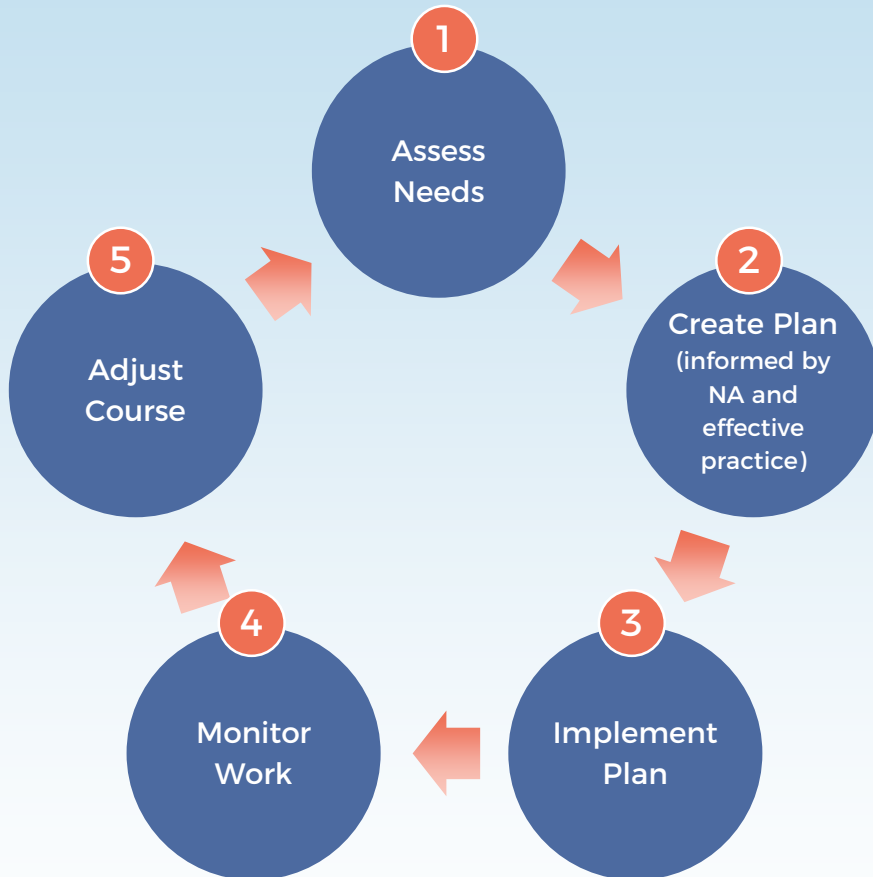 1
Assess
Needs
2
Create Plan
(informed by
NA and
effective
practice)
3
Implement
Plan
4
Monitor
Work
5
Adjust
Course